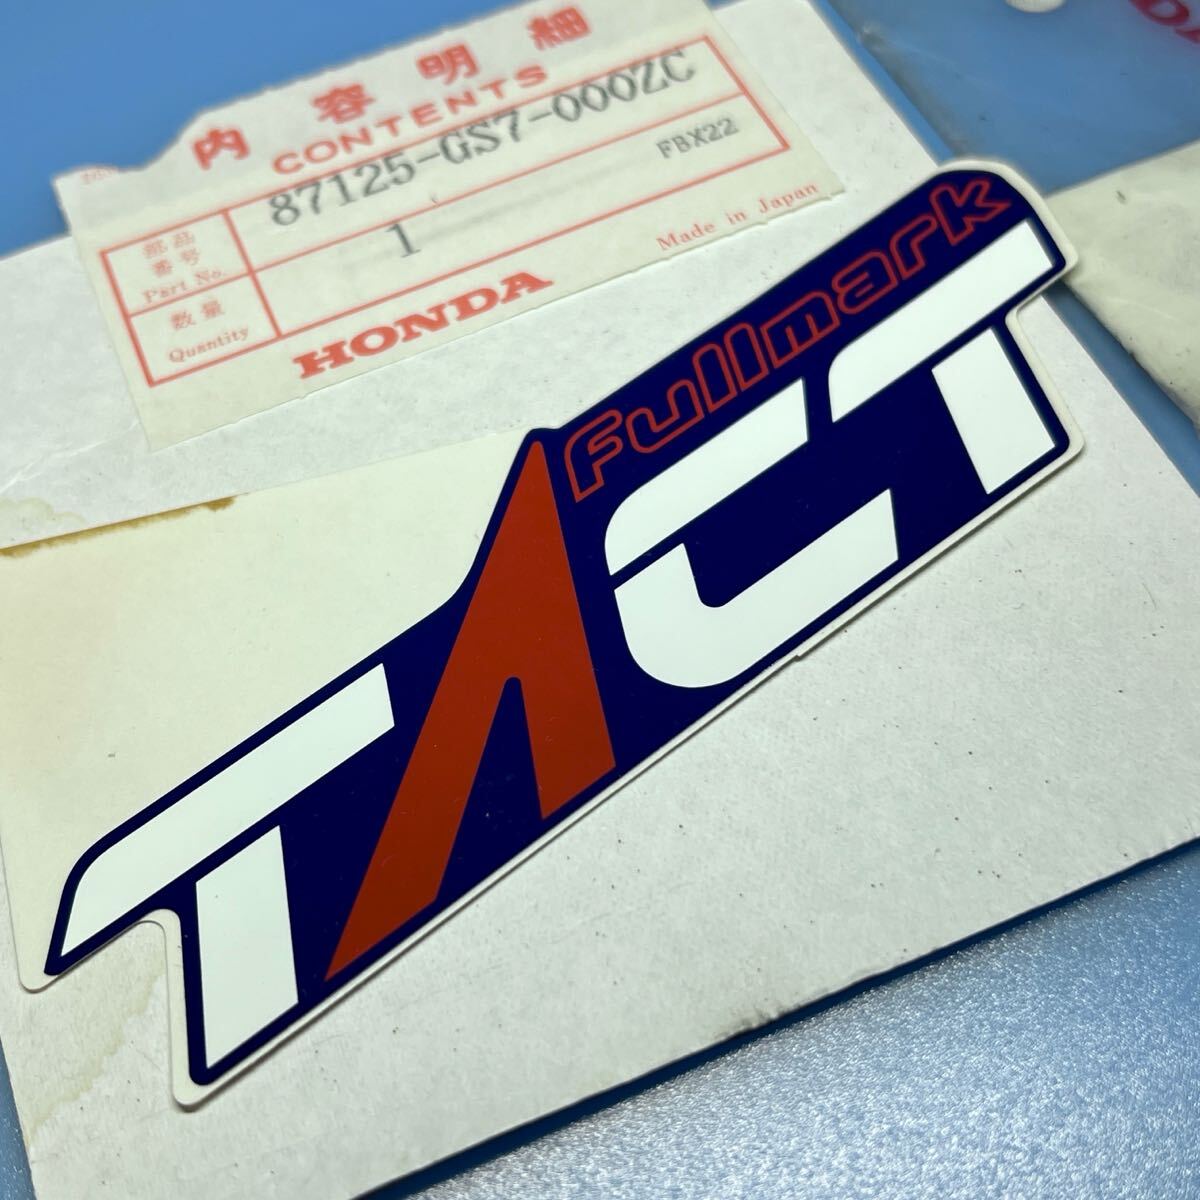 内容明細
CONTENTS
部品番号
Part No.
87125-GS7-000ZC
数量
Quantity
1
FBX22
HONDA
Made in Japan
Fullmark
TACT